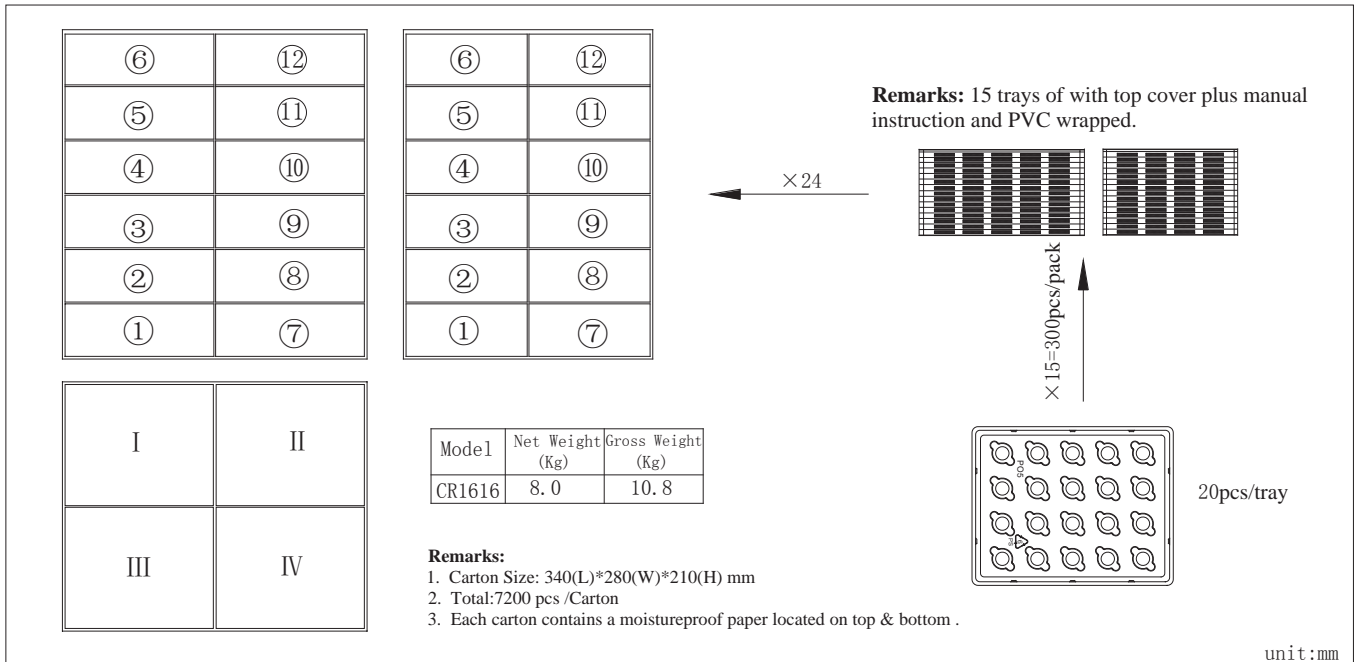 ⑥ ⑫ ⑥ ⑫
⑤ ⑪ ⑤ ⑪
④ ⑩ ④ ⑩
③ ⑨ ③ ⑨
② ⑧ ② ⑧
① ⑦ ① ⑦
Remarks: 15 trays of with top cover plus manual
instruction and PVC wrapped.
×24
×15=300pcs/pack
Ⅰ Ⅱ
Ⅲ Ⅳ
Model Net Weight (Kg) Gross Weight (Kg)
CR1616 8.0 10.8
PO5
PS
20pcs/tray
Remarks:
1. Carton Size: 340(L)*280(W)*210(H) mm
2. Total:7200 pcs /Carton
3. Each carton contains a moistureproof paper located on top & bottom .
unit:mm